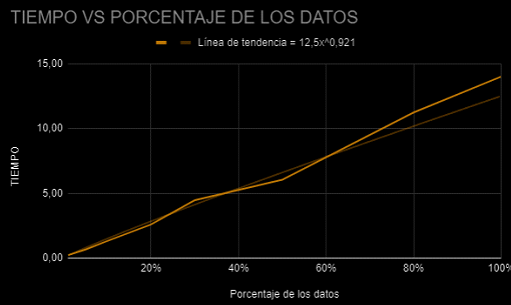 TIEMPO VS PORCENTAJE DE LOS DATOS
Línea de tendencia = 12,5x^0,921
15,00
10,00
5,00
0,00
TIEMPO
20%
40%
60%
80%
100%
Porcentaje de los datos